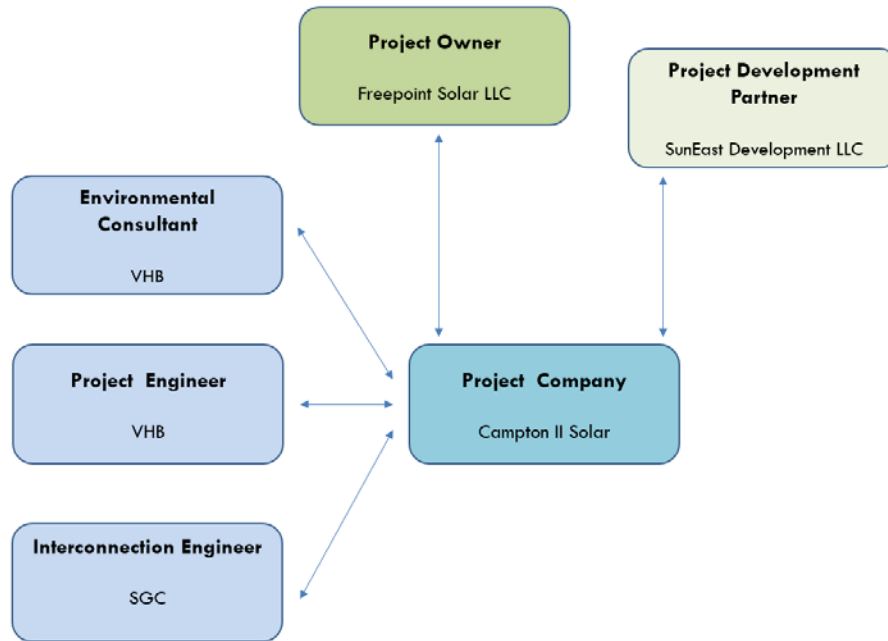 Project Owner
Freepoint Solar LLC
Project Development
Partner
SunEast Development LLC
Environmental
Consultant
VHB
Project Engineer
VHB
Project Company
Campton II Solar
Interconnection Engineer
SGC